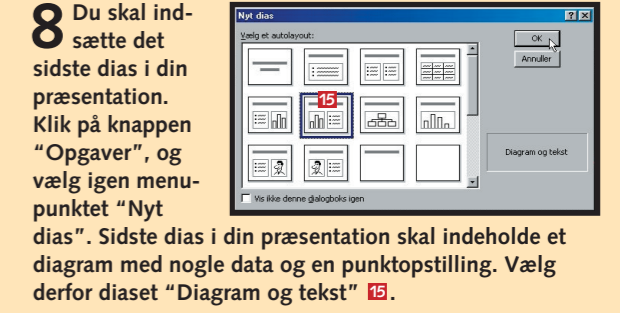 8 Du skal ind-
sætte det
sidste dias i din
præsentation.
Klik på knappen
“Opgaver”, og
vælg igen menu-
punktet “Nyt
dias”. Sidste dias i din præsentation skal indeholde et
diagram med nogle data og en punktopstilling. Vælg
derfor diaset “Diagram og tekst” 15.
Nyt dias
Vælg et autolayout:
15
OK
Annuller
Diagram og tekst
Vis ikke denne dialogboks igen